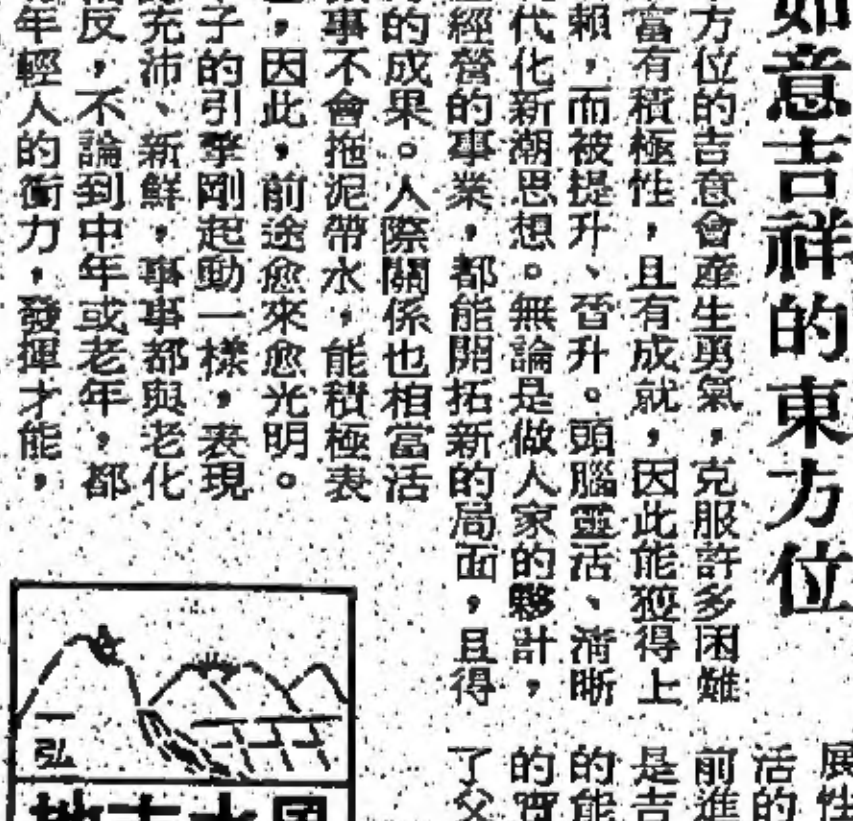 如意吉祥的東方位
方位的吉意會產生勇氣，克服許多困難
富有積極性，且有成就，因此能獲得上
賴，而被提升、晉升。頭腦靈活、清晰
代化新潮思想。無論是做人家的夥計，
經營的事業，都能開拓新的局面，且得
的成果。人際關係也相當活
事不會拖泥帶水，能積極表
，因此，前途愈來愈光明。
子的引擎剛起動一樣，表現
充沛、新鮮，事事都與老化
反，不論到中年或老年，都
年輕人的衝力，發揮才能，
展性
活的
前進
是吉
的能
的實
了父
一弘